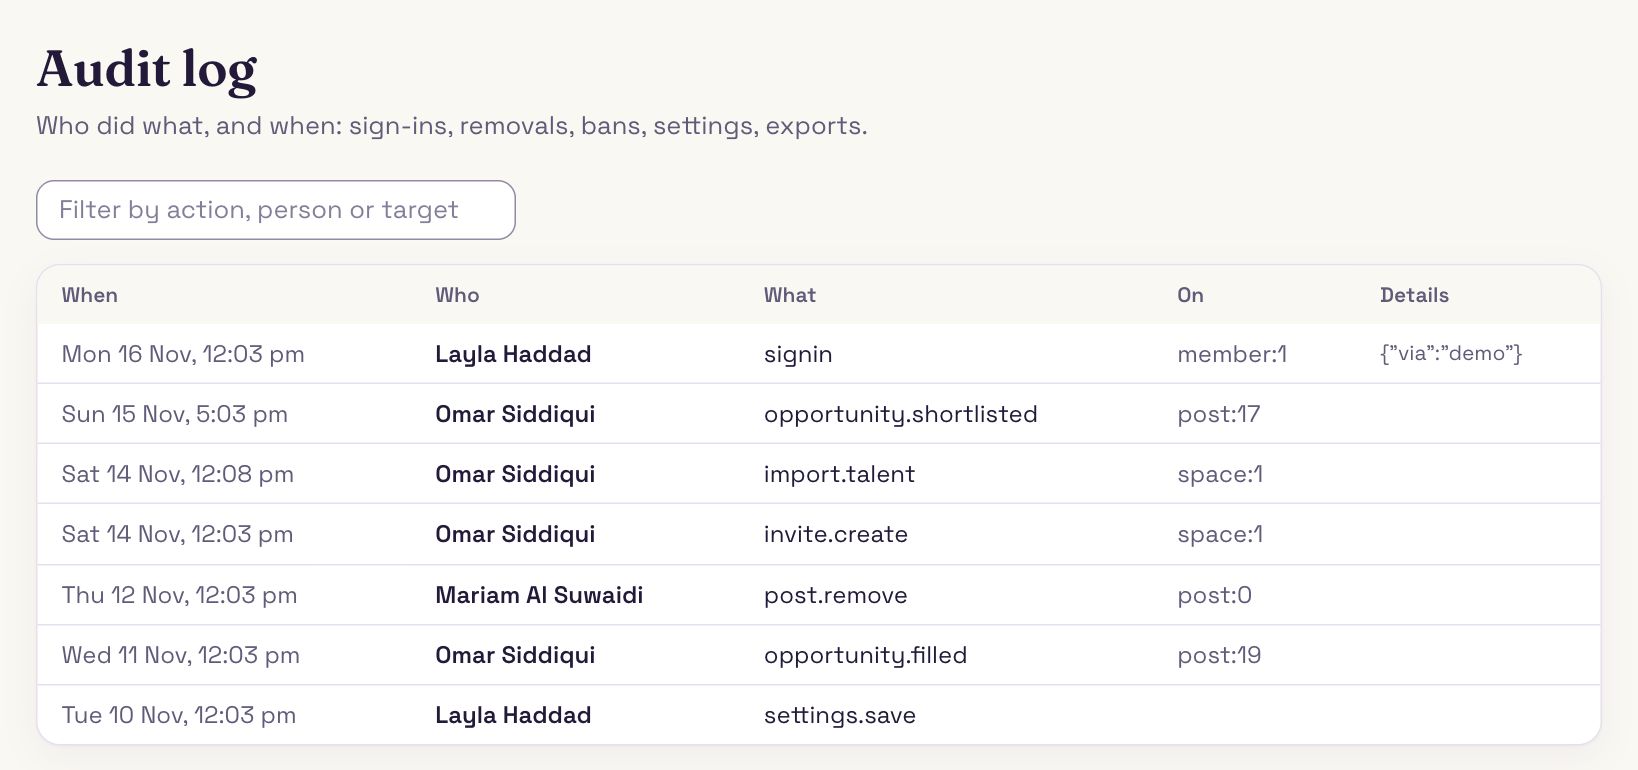 Audit log
Who did what, and when: sign-ins, removals, bans, settings, exports.
Filter by action, person or target
When Who What On Details
Mon 16 Nov, 12:03 pm Layla Haddad signin member:1 {"via":"demo"}
Sun 15 Nov, 5:03 pm Omar Siddiqui opportunity.shortlisted post:17
Sat 14 Nov, 12:08 pm Omar Siddiqui import.talent space:1
Sat 14 Nov, 12:03 pm Omar Siddiqui invite.create space:1
Thu 12 Nov, 12:03 pm Mariam Al Suwaidi post.remove post:0
Wed 11 Nov, 12:03 pm Omar Siddiqui opportunity.filled post:19
Tue 10 Nov, 12:03 pm Layla Haddad settings.save